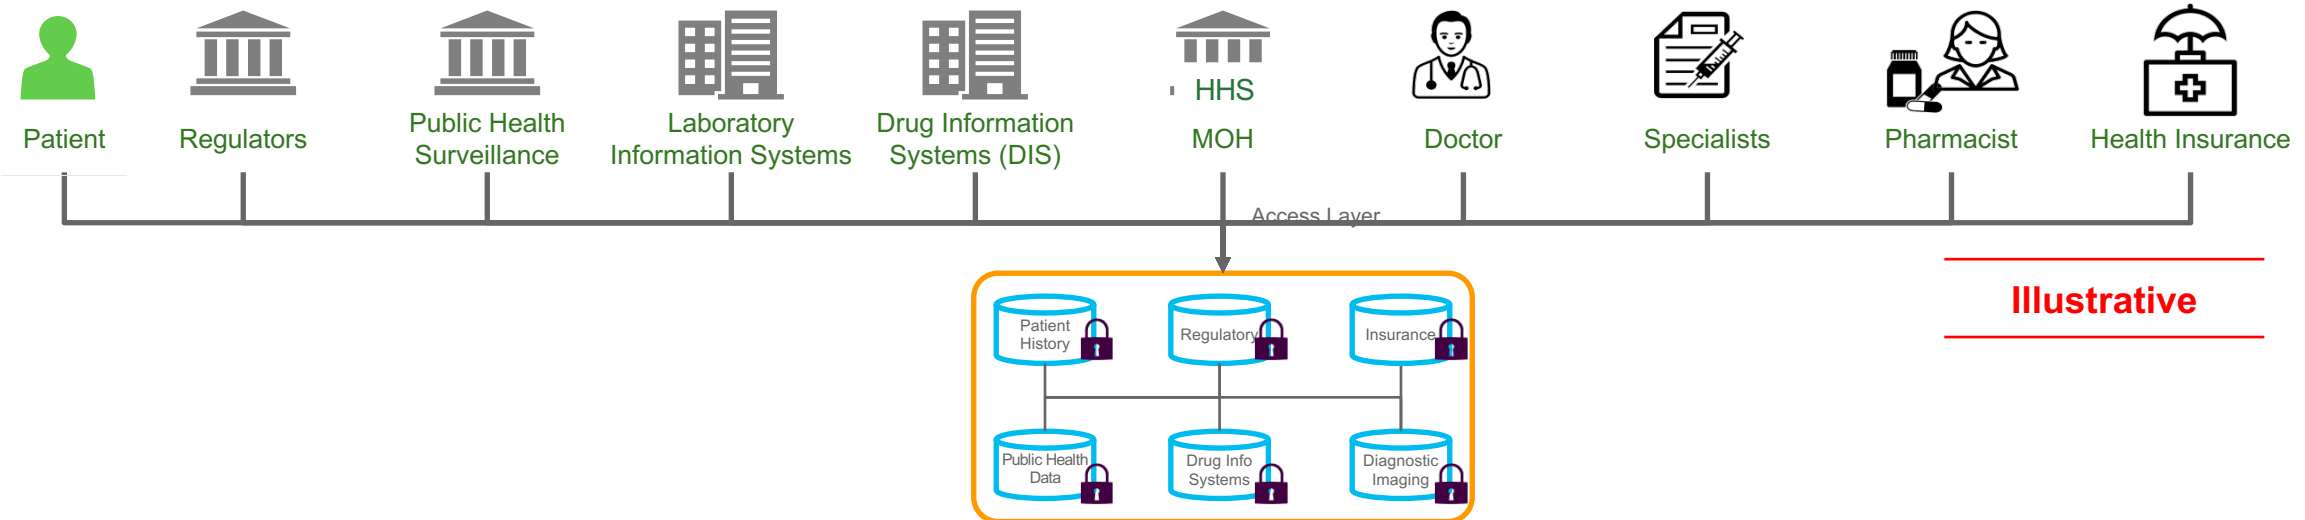 HHS
Patient
Regulators
Public Health
Surveillance
Laboratory
Information Systems
Drug Information
Systems (DIS)
MOH
Doctor
Specialists
Pharmacist
Health Insurance
Access Layer
Illustrative
Patient
History
Regulatory
Insurance
Public Health
Data
Drug Info
Systems
Diagnostic
Imaging